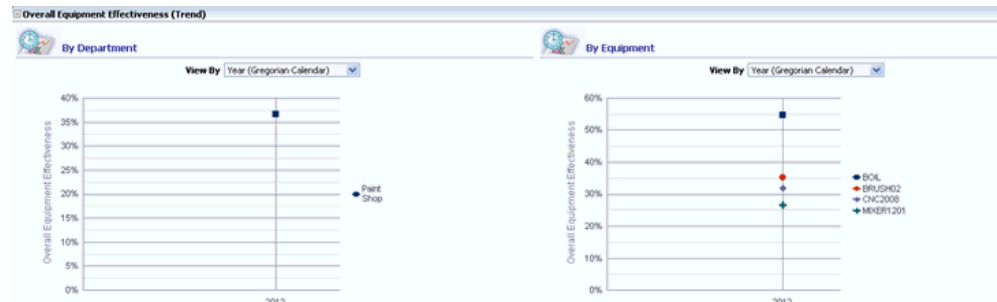 Overall Equipment Effectiveness (Trend)
By Department
View By Year (Gregorian Calendar)
Overall Equipment Effectiveness
40%
35%
30%
25%
20%
15%
10%
5%
0%
Paint
Shop
By Equipment
View By Year (Gregorian Calendar)
Overall Equipment Effectiveness
60%
50%
40%
30%
20%
10%
0%
BOIL
BRUSH02
CNC2008
MIXER1201